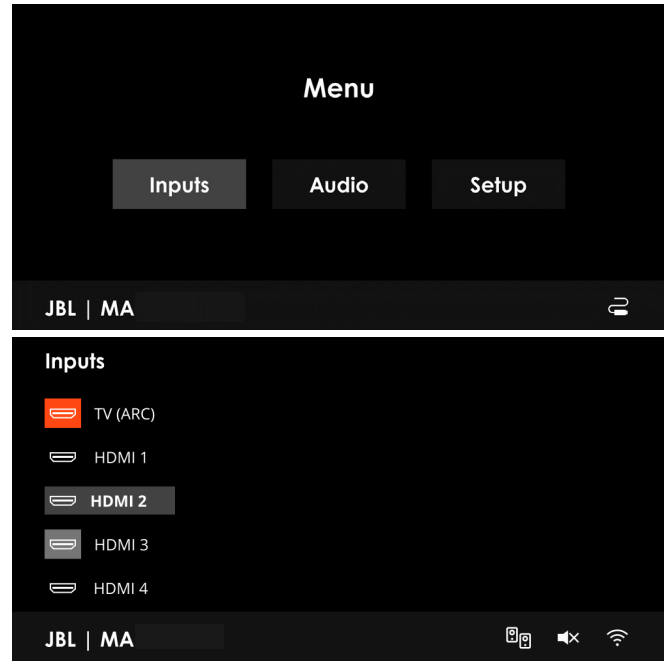 Menu
Inputs Audio Setup
JBL | MA
Inputs
TV (ARC)
HDMI 1
HDMI 2
HDMI 3
HDMI 4
JBL | MA